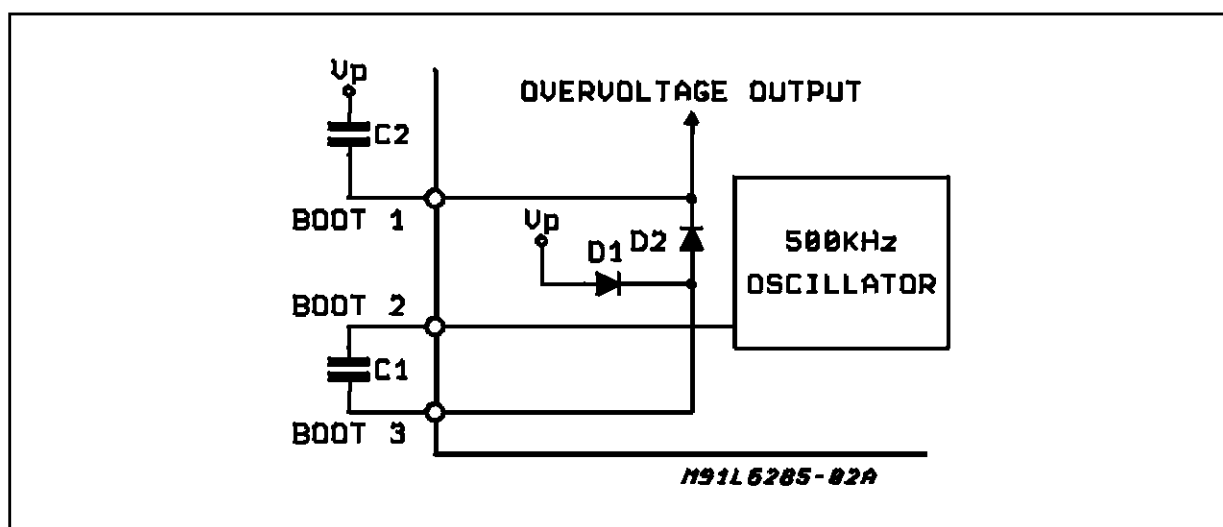 Vp
OVERVOLTAGE OUTPUT
C2
BOOT 1
Vp
D1
D2
500KHz
OSCILLATOR
BOOT 2
C1
BOOT 3
M91L6285-02A